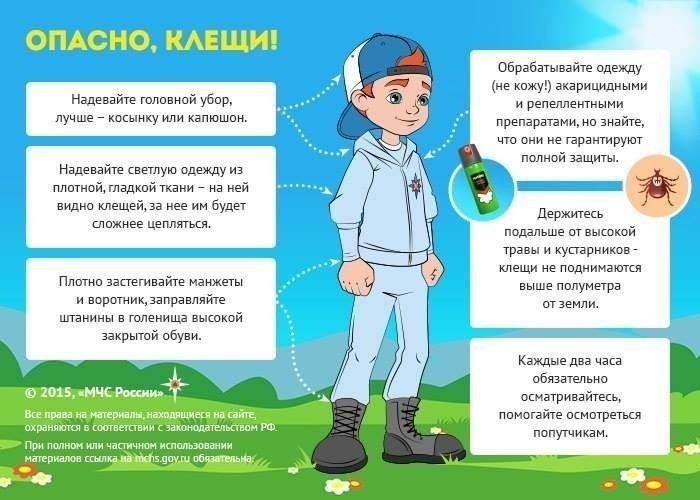 ОПАСНО, КЛЕЩИ!
Надевайте головной убор,
лучше – косынку или капюшон.
Надевайте светлую одежду из
плотной, гладкой ткани – на ней
видно клещей, за нее им будет
сложнее цепляться.
Плотно застегивайте манжеты
и воротник, заправляйте
штанины в голенища высокой
закрытой обуви.
© 2015, «МЧС России»
Все права на материалы, находящиеся на сайте,
охраняются в соответствии с законодательством РФ.
При полном или частичном использовании
материалов ссылка на mchs.gov.ru обязательна.
Обрабатывайте одежду
(не кожу!) акарицидными
и репеллентными
препаратами, но знайте,
что они не гарантируют
полной защиты.
Держитесь
подальше от высокой
травы и кустарников -
клещи не поднимаются
выше полуметра
от земли.
Каждые два часа
обязательно
осматривайтесь,
помогайте осмотреться
попутчикам.